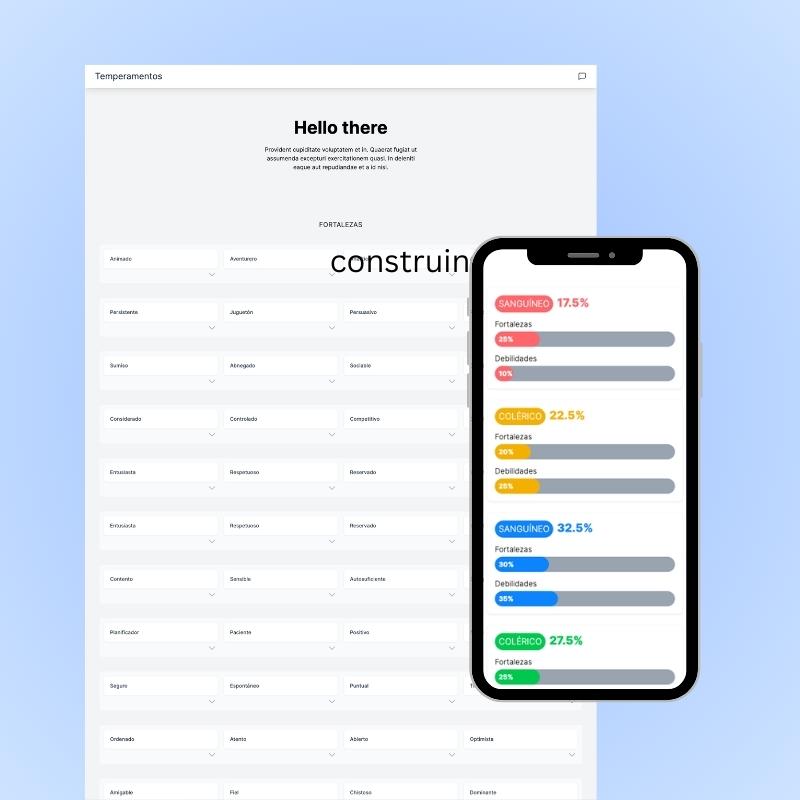 Temperamentos
Hello there
Provident cupiditate voluptatem et in. Quaerat fugiat ut
assumenda excepturi exercitationem quasi. In deleniti
eaque aut repudiandae et a id nisi.
FORTALEZAS
Animado
Aventurero
construin
Persistente
Juguetón
Persuasivo
Sumiso
Abnegado
Sociable
Considerado
Controlado
Competitivo
Entusiasta
Respetuoso
Reservado
Entusiasta
Respetuoso
Reservado
Contento
Sensible
Autosuficiente
Planificador
Paciente
Positivo
Seguro
Espontáneo
Puntual
Ordenado
Atento
Abierto
Optimista
Amigable
Fiel
Chistoso
Dominante
SANGUÍNEO 17.5%
Fortalezas
25%
Debilidades
10%
COLÉRICO 22.5%
Fortalezas
20%
Debilidades
25%
SANGUÍNEO 32.5%
Fortalezas
30%
Debilidades
35%
COLÉRICO 27.5%
Fortalezas
25%